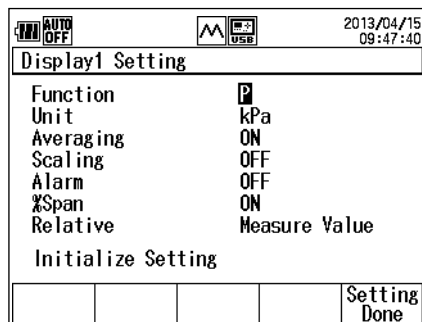 AUTO OFF USB 2013/04/15
09:47:40
Display1 Setting
Function P
Unit kPa
Averaging ON
Scaling OFF
Alarm OFF
%Span ON
Relative Measure Value
Initialize Setting
Setting
Done